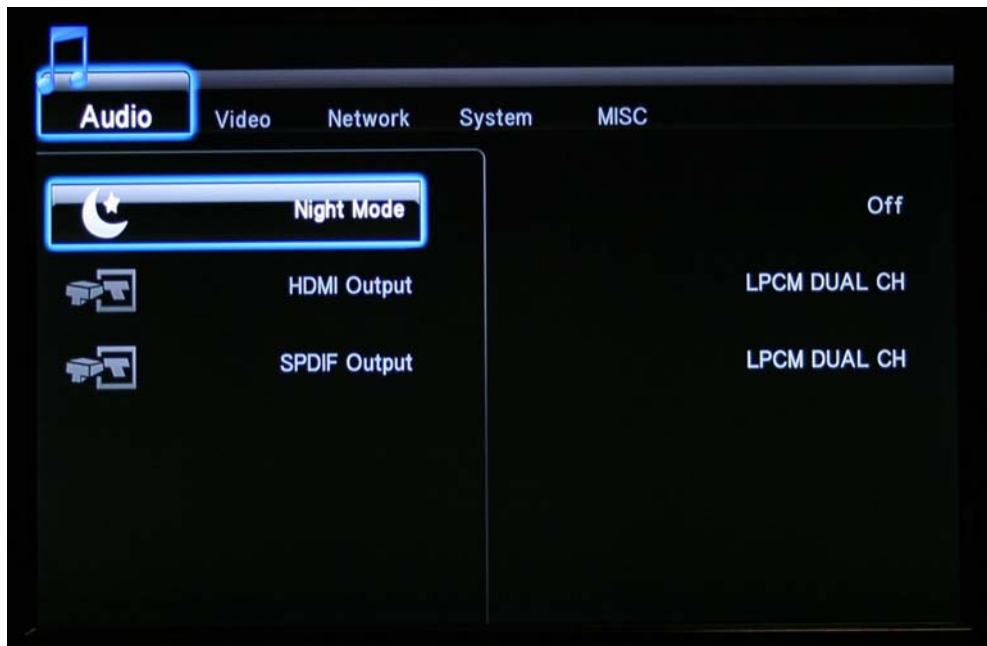 Audio Video Network System MISC
Night Mode Off
HDMI Output LPCM DUAL CH
SPDIF Output LPCM DUAL CH